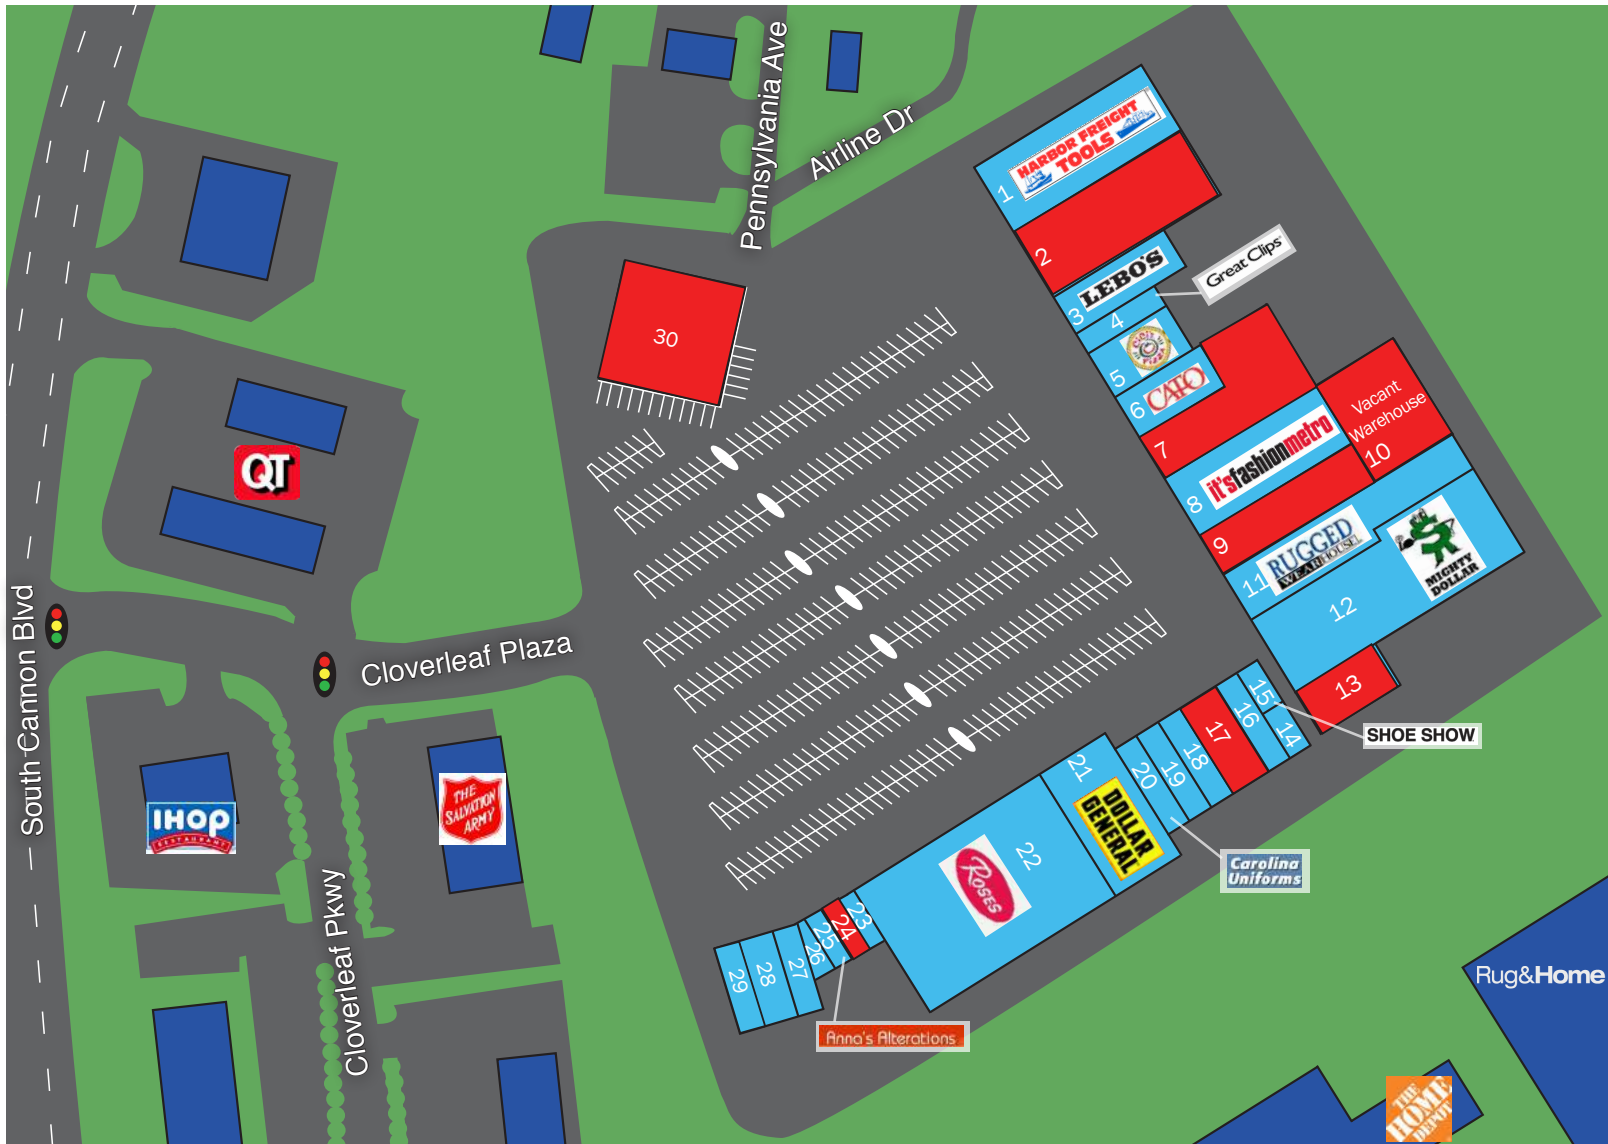 Pennsylvania Ave
Airline Dr
HARBOR FREIGHT
TOOLS
1
2
LEBO'S
3
Great Clips
4
5
CiCi's
PIZZA
6
CATO
7
it'sfashionmetro
8
Vacant
Warehouse
10
9
RUGGED
WEARHOUSE
11
12
MIGHTY
DOLLAR
13
30
QT
South Cannon Blvd
Cloverleaf Plaza
IHOP
RESTAURANT
THE
SALVATION
ARMY
Cloverleaf Pkwy
SHOE SHOW
14
15
16
17
18
19
20
21
DOLLAR
GENERAL
Carolina
Uniforms
22
ROSES
23
24
25
26
27
28
29
Anna's Alterations
Rug&Home
THE
HOME
DEPOT